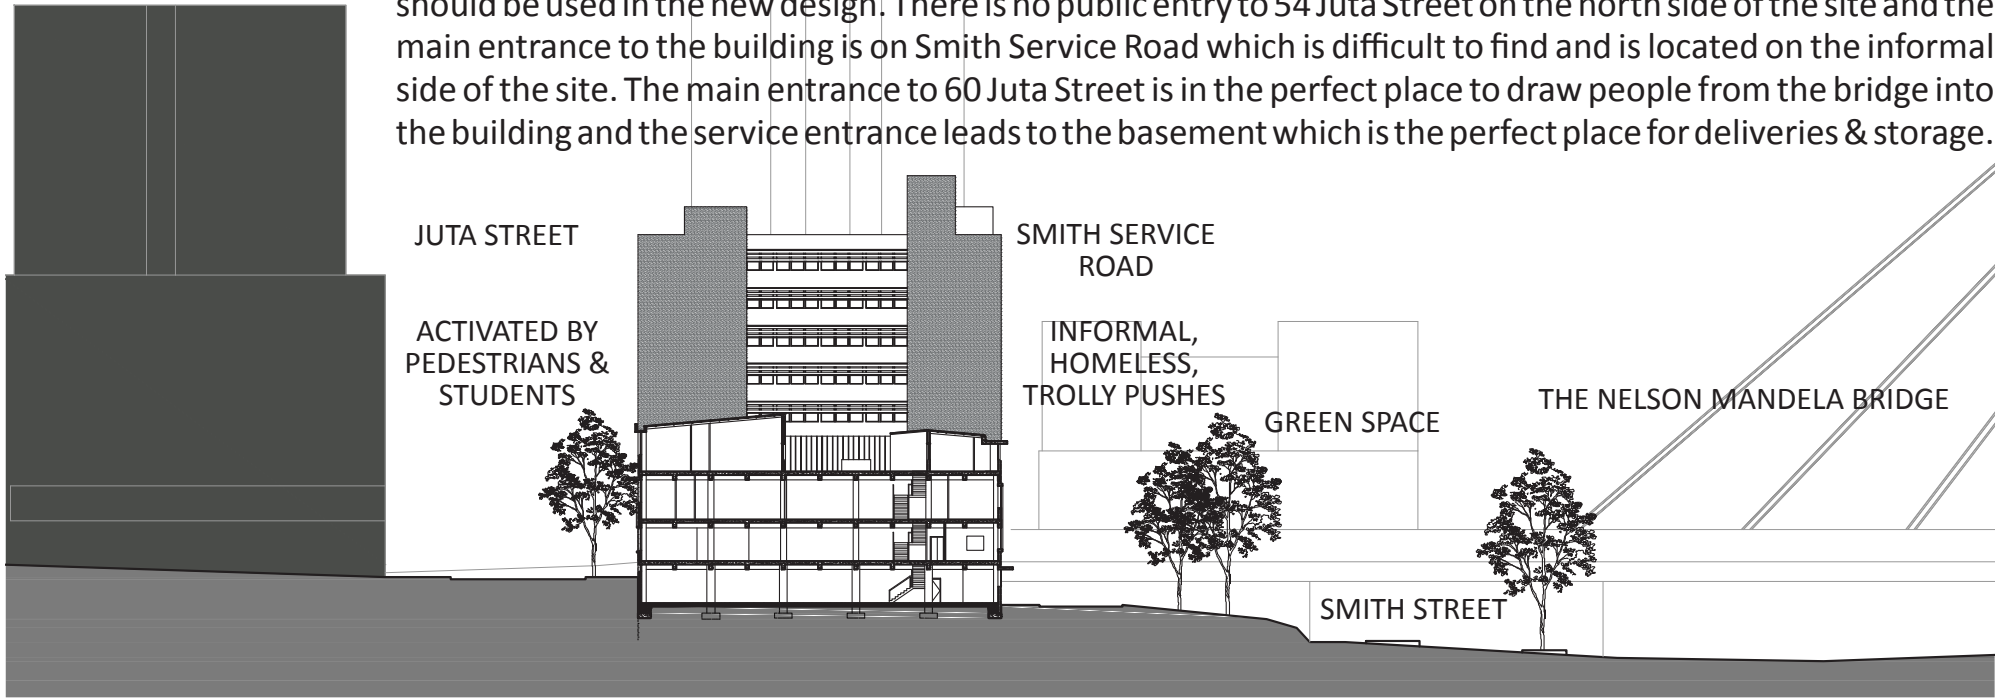 should be used in the new design. There is no public entry to 54 Juta Street on the north side of the site and the
main entrance to the building is on Smith Service Road which is difficult to find and is located on the informal
side of the site. The main entrance to 60 Juta Street is in the perfect place to draw people from the bridge into
the building and the service entrance leads to the basement which is the perfect place for deliveries & storage.
JUTA STREET
SMITH SERVICE
ROAD
ACTIVATED BY
PEDESTRIANS &
STUDENTS
INFORMAL,
HOMELESS,
TROLLY PUSHES
GREEN SPACE
THE NELSON MANDELA BRIDGE
SMITH STREET